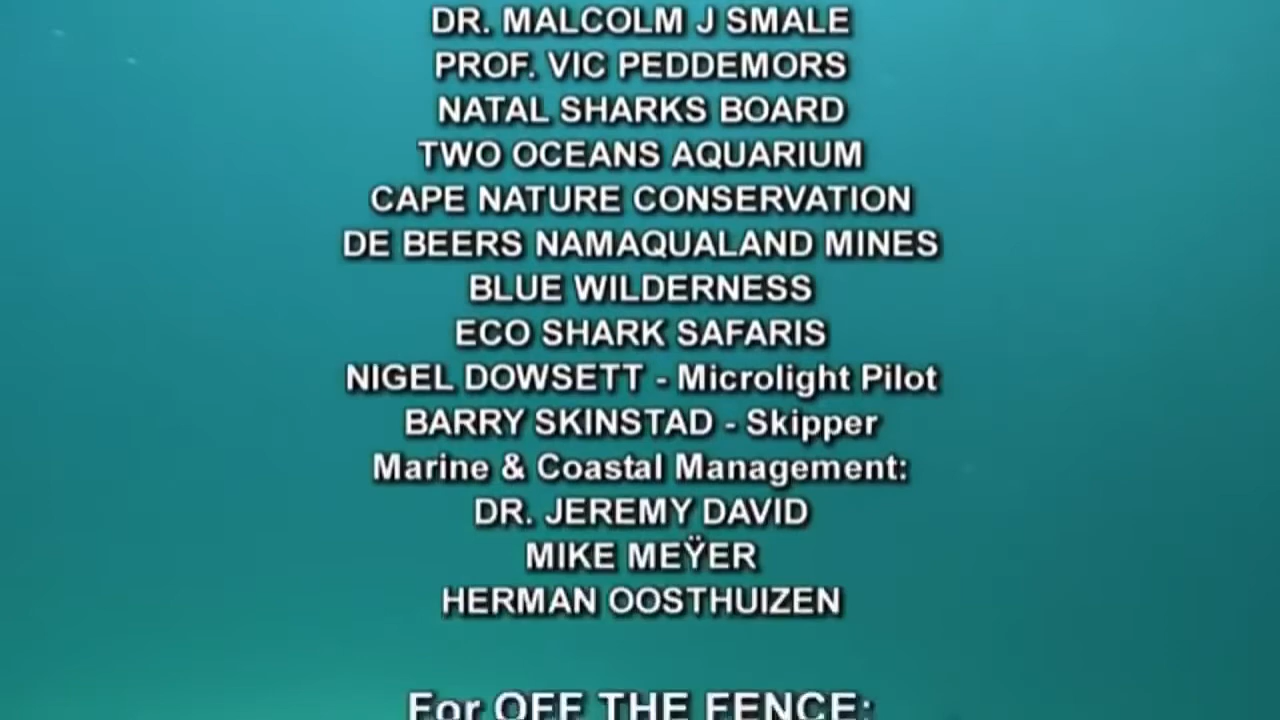 DR. MALCOLM J SMALE
PROF. VIC PEDDEMORS
NATAL SHARKS BOARD
TWO OCEANS AQUARIUM
CAPE NATURE CONSERVATION
DE BEERS NAMAQUALAND MINES
BLUE WILDERNESS
ECO SHARK SAFARIS
NIGEL DOWSETT - Microlight Pilot
BARRY SKINSTAD - Skipper
Marine & Coastal Management:
DR. JEREMY DAVID
MIKE MEŸER
HERMAN OOSTHUIZEN
For OFF THE FENCE: